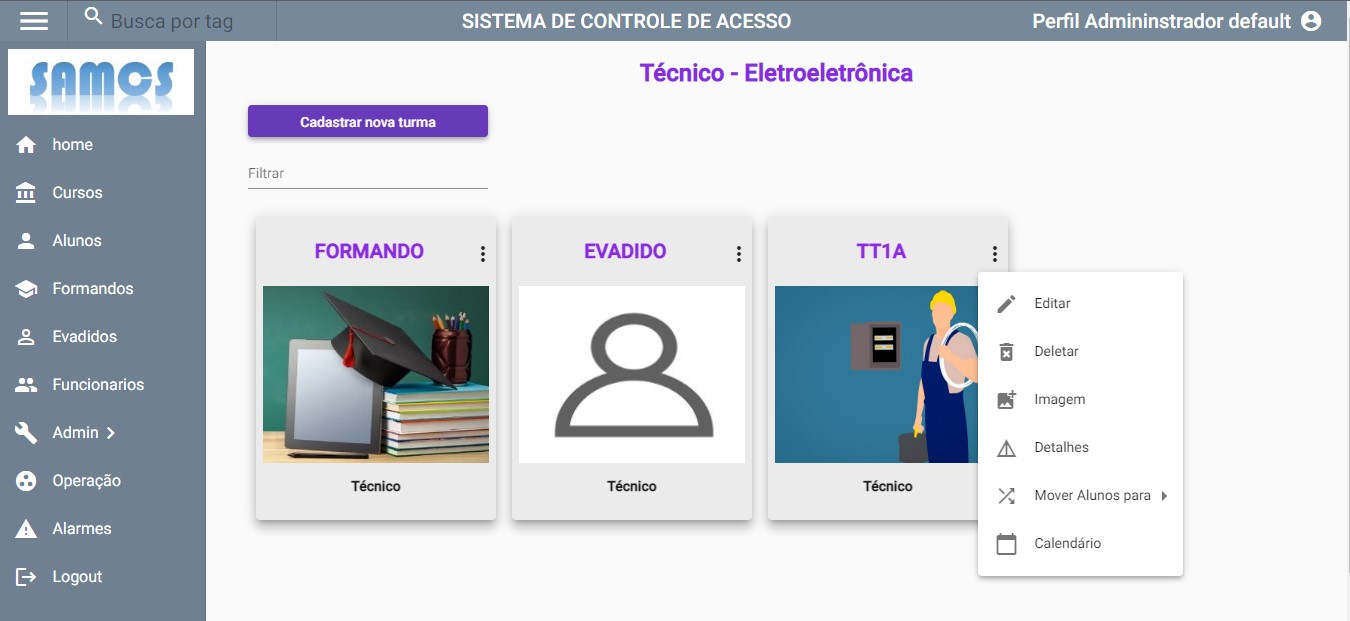 Busca por tag
SISTEMA DE CONTROLE DE ACESSO
Perfil Admininstrador default
SAMCS
home
Cursos
Alunos
Formandos
Evadidos
Funcionarios
Admin
Operação
Alarmes
Logout
Técnico - Eletroeletrônica
Cadastrar nova turma
Filtrar
FORMANDO
Técnico
EVADIDO
Técnico
TT1A
Técnico
Editar
Deletar
Imagem
Detalhes
Mover Alunos para
Calendário